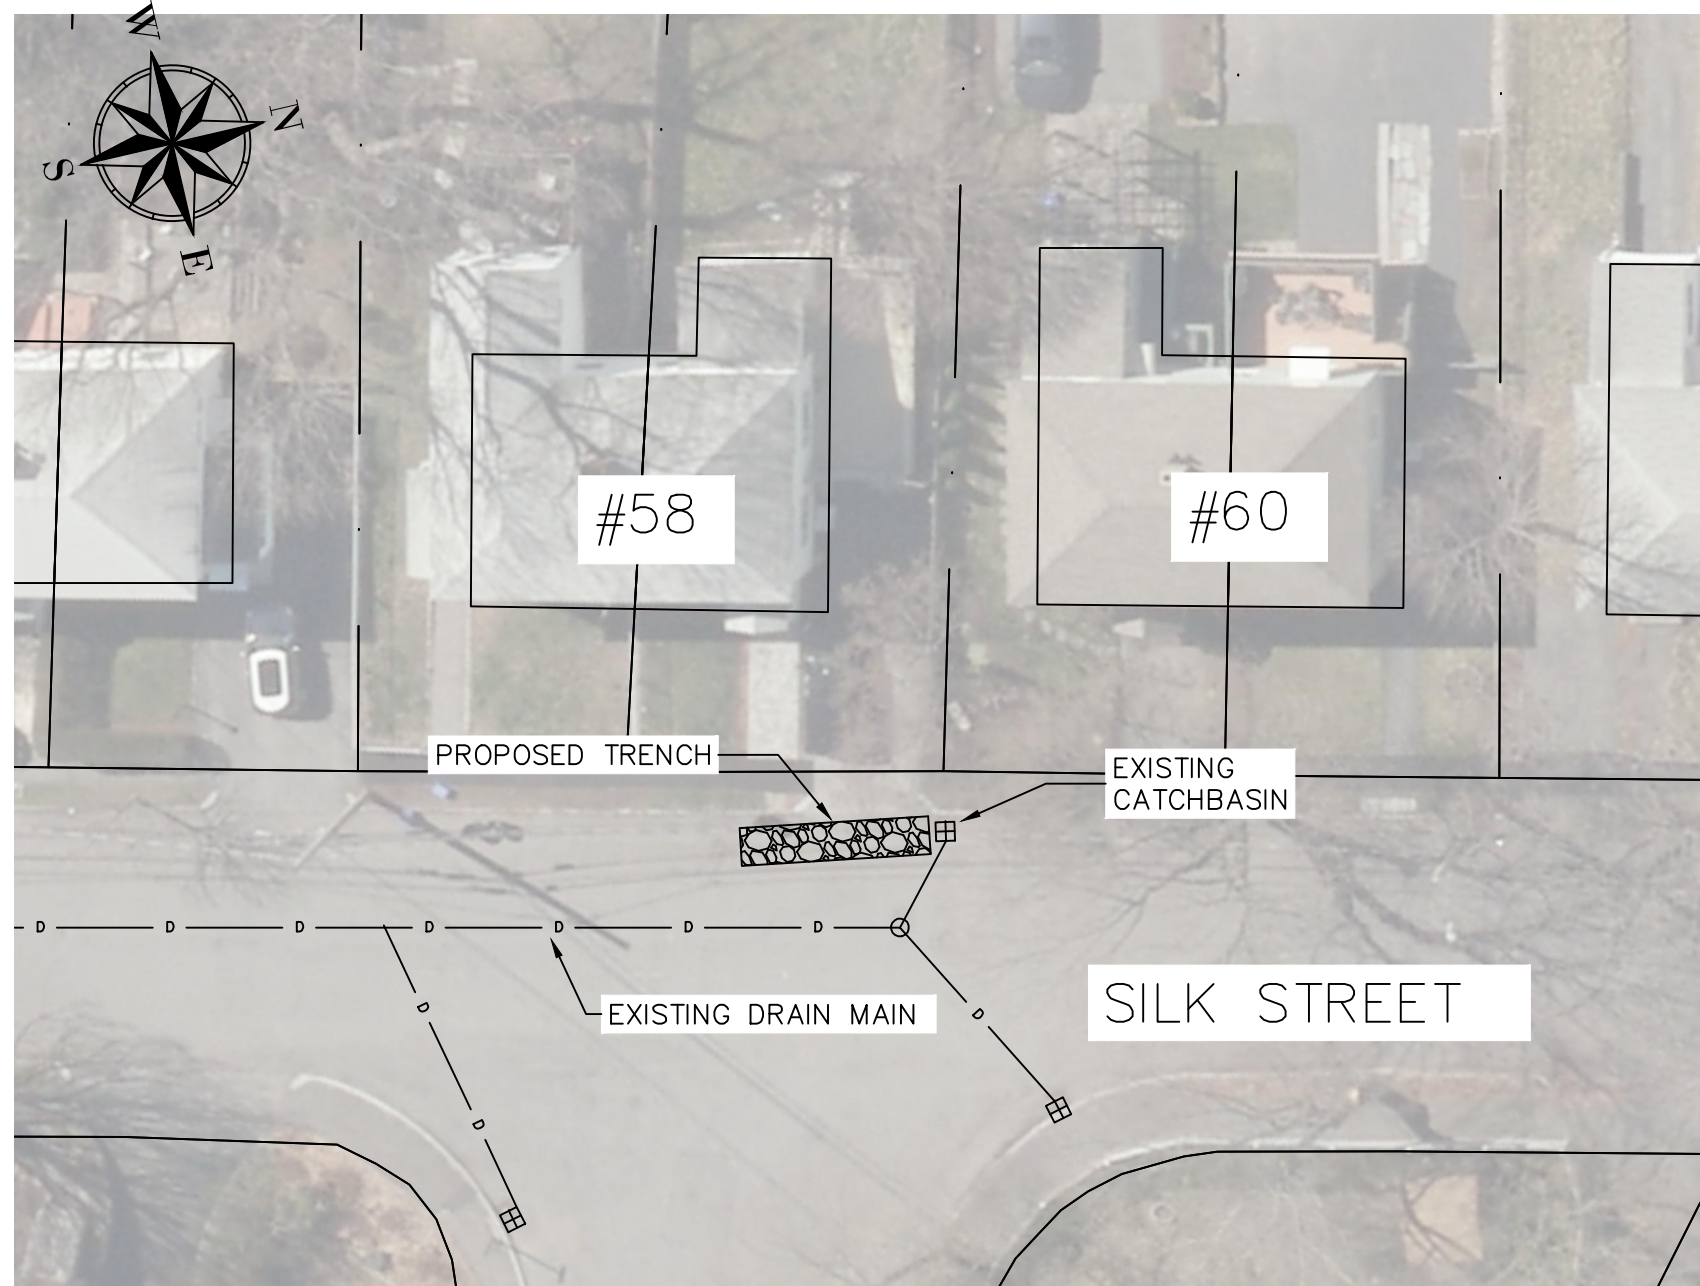 W
N
S
E
#58
#60
PROPOSED TRENCH
EXISTING
CATCHBASIN
D D D D D D D
D
EXISTING DRAIN MAIN
D
SILK STREET
D